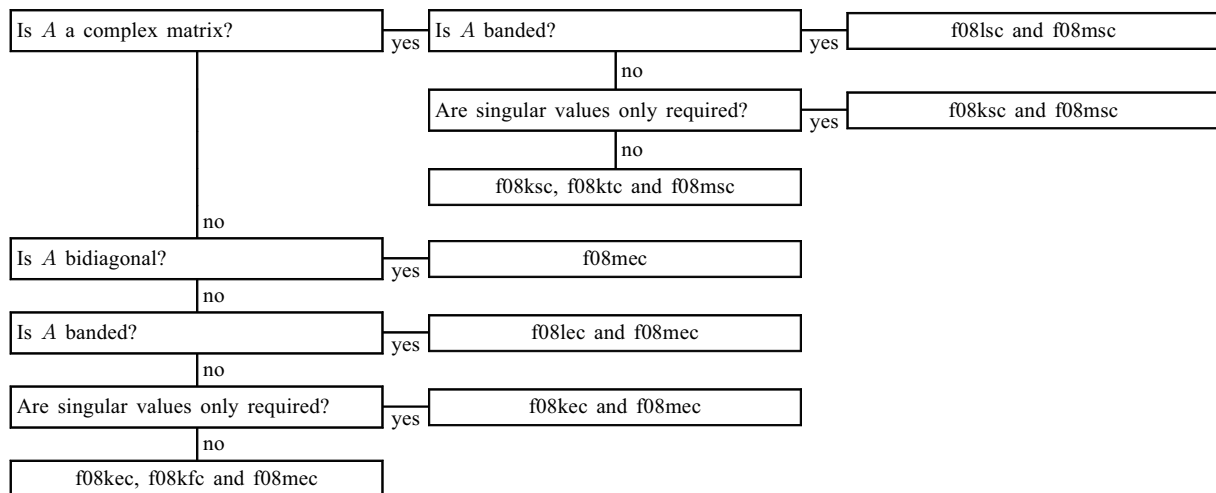 Is A a complex matrix?
yes
Is A banded?
yes
f08lsc and f08msc
no
Are singular values only required?
yes
f08ksc and f08msc
no
f08ksc, f08ktc and f08msc
no
Is A bidiagonal?
yes
f08mec
no
Is A banded?
yes
f08lec and f08mec
no
Are singular values only required?
yes
f08kec and f08mec
no
f08kec, f08kfc and f08mec